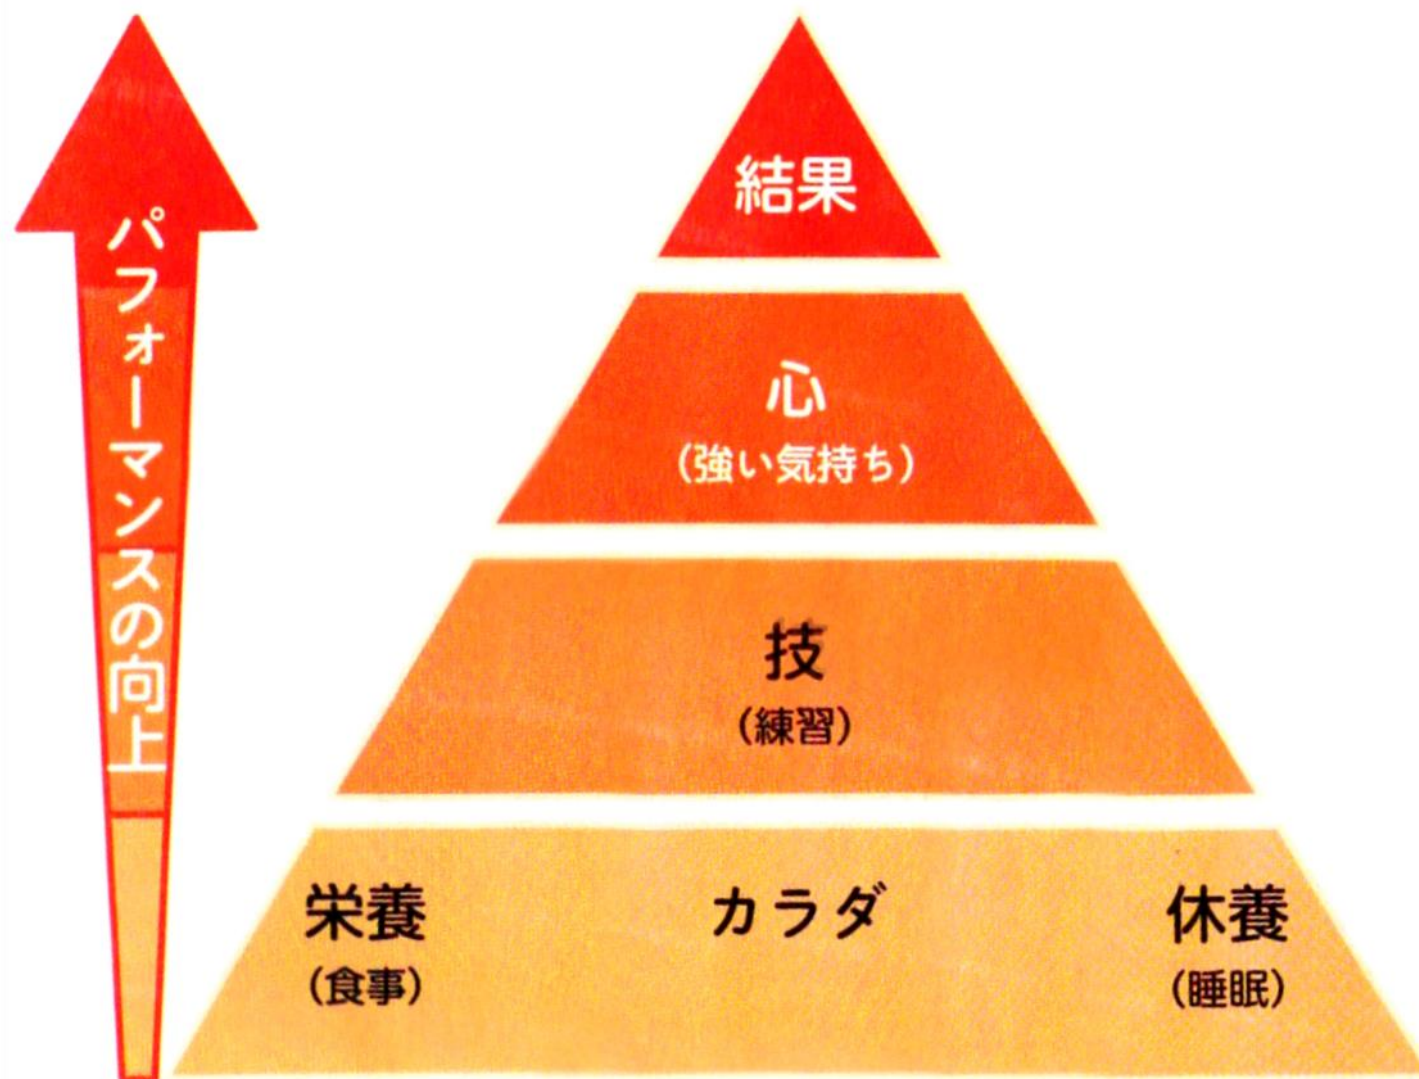 パフォーマンスの向上
結果
心
（強い気持ち）
技
（練習）
栄養 カラダ 休養
（食事） （睡眠）